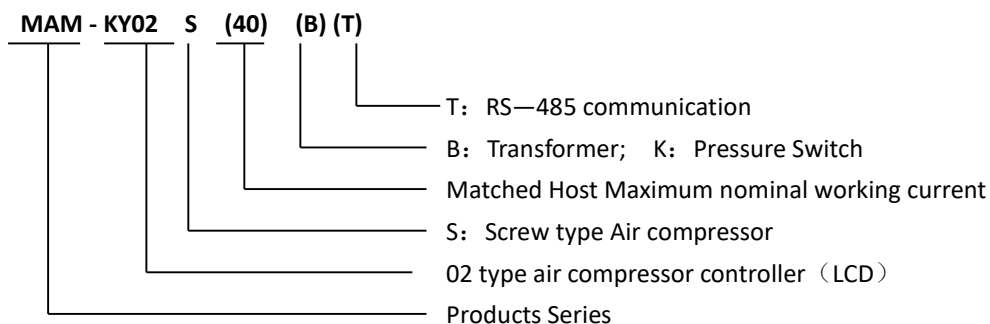 MAM - KY02 S (40) (B) (T)
T： RS—485 communication
B： Transformer; K： Pressure Switch
Matched Host Maximum nominal working current
S： Screw type Air compressor
02 type air compressor controller（LCD）
Products Series